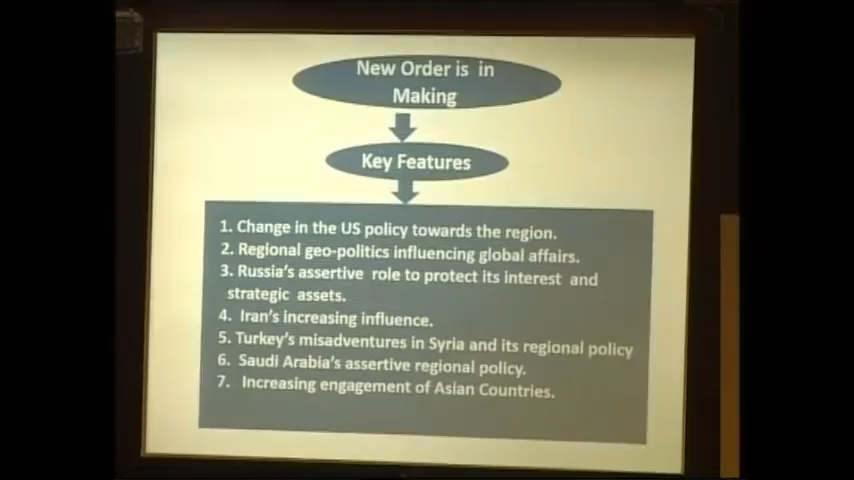 New Order is in
Making
Key Features
1. Change in the US policy towards the region.
2. Regional geo-politics influencing global affairs.
3. Russia's assertive role to protect its interest and
strategic assets.
4. Iran's increasing influence.
5. Turkey's misadventures in Syria and its regional policy
6. Saudi Arabia's assertive regional policy.
7. Increasing engagement of Asian Countries.